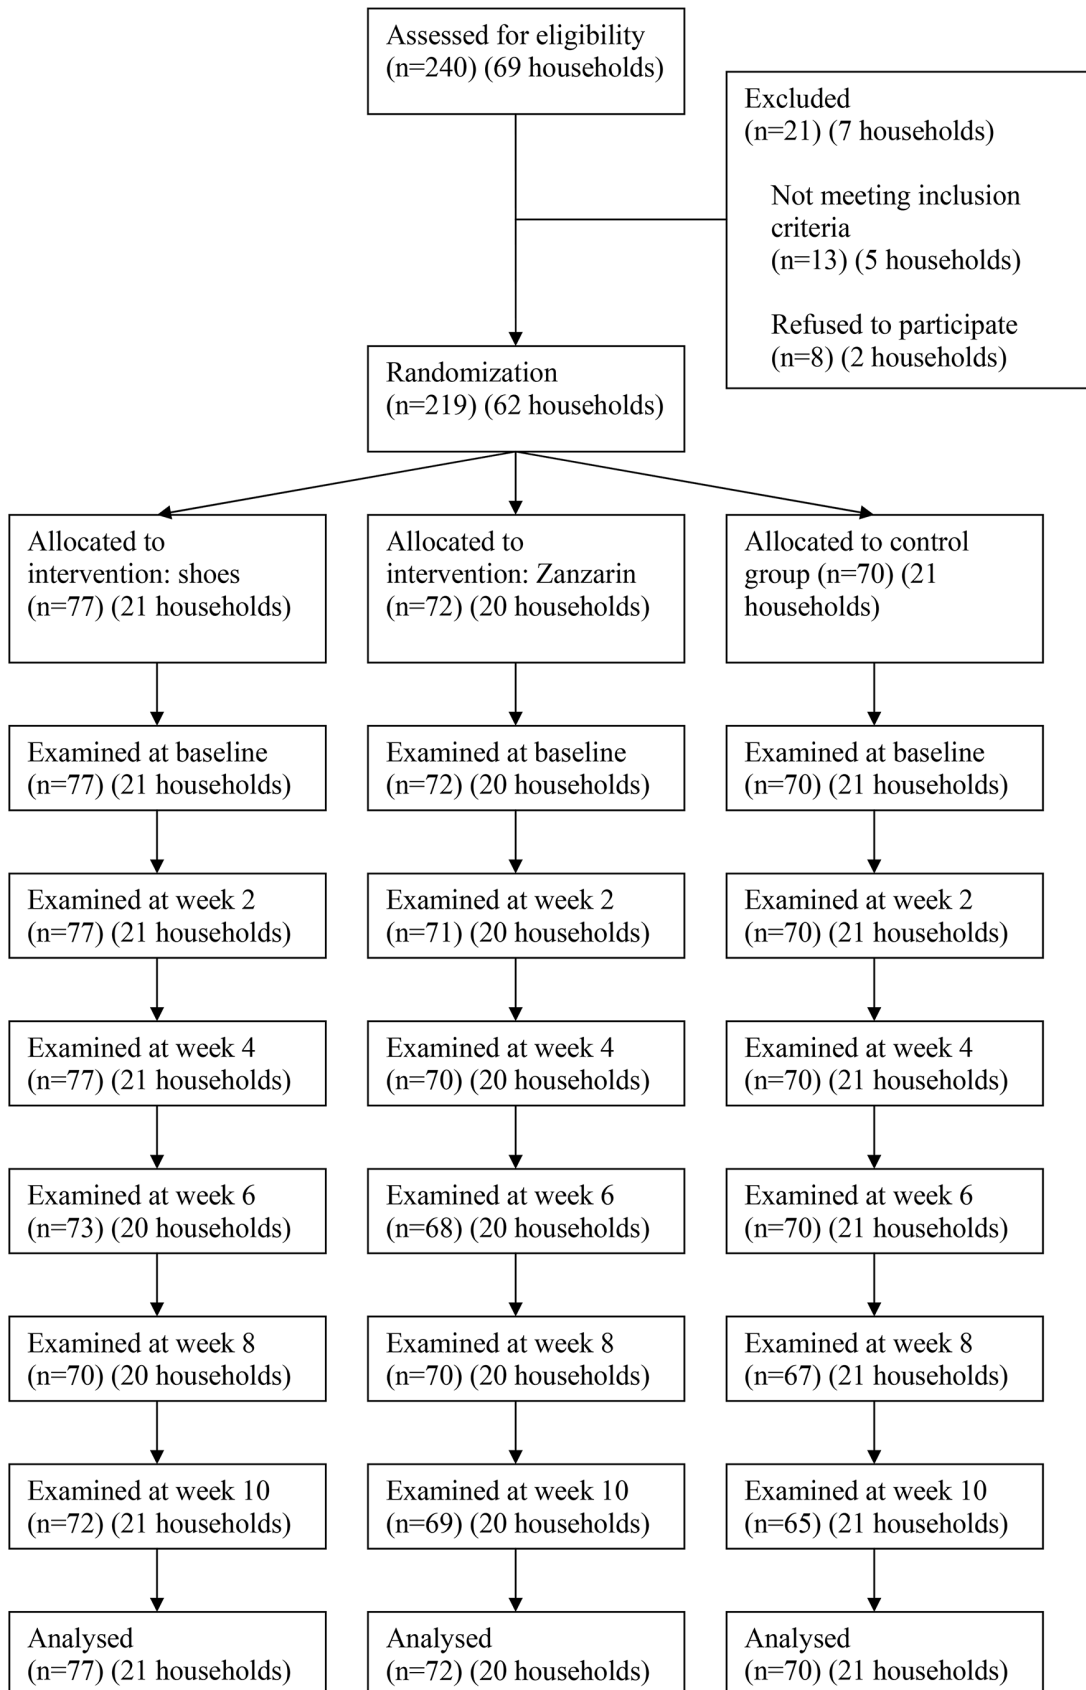 Assessed for eligibility
(n=240) (69 households)
Excluded
(n=21) (7 households)
Not meeting inclusion
criteria
(n=13) (5 households)
Refused to participate
(n=8) (2 households)
Randomization
(n=219) (62 households)
Allocated to
intervention: shoes
(n=77) (21 households)
Allocated to
intervention: Zanzarin
(n=72) (20 households)
Allocated to control
group (n=70) (21
households)
Examined at baseline
(n=77) (21 households)
Examined at baseline
(n=72) (20 households)
Examined at baseline
(n=70) (21 households)
Examined at week 2
(n=77) (21 households)
Examined at week 2
(n=71) (20 households)
Examined at week 2
(n=70) (21 households)
Examined at week 4
(n=77) (21 households)
Examined at week 4
(n=70) (20 households)
Examined at week 4
(n=70) (21 households)
Examined at week 6
(n=73) (20 households)
Examined at week 6
(n=68) (20 households)
Examined at week 6
(n=70) (21 households)
Examined at week 8
(n=70) (20 households)
Examined at week 8
(n=70) (20 households)
Examined at week 8
(n=67) (21 households)
Examined at week 10
(n=72) (21 households)
Examined at week 10
(n=69) (20 households)
Examined at week 10
(n=65) (21 households)
Analysed
(n=77) (21 households)
Analysed
(n=72) (20 households)
Analysed
(n=70) (21 households)